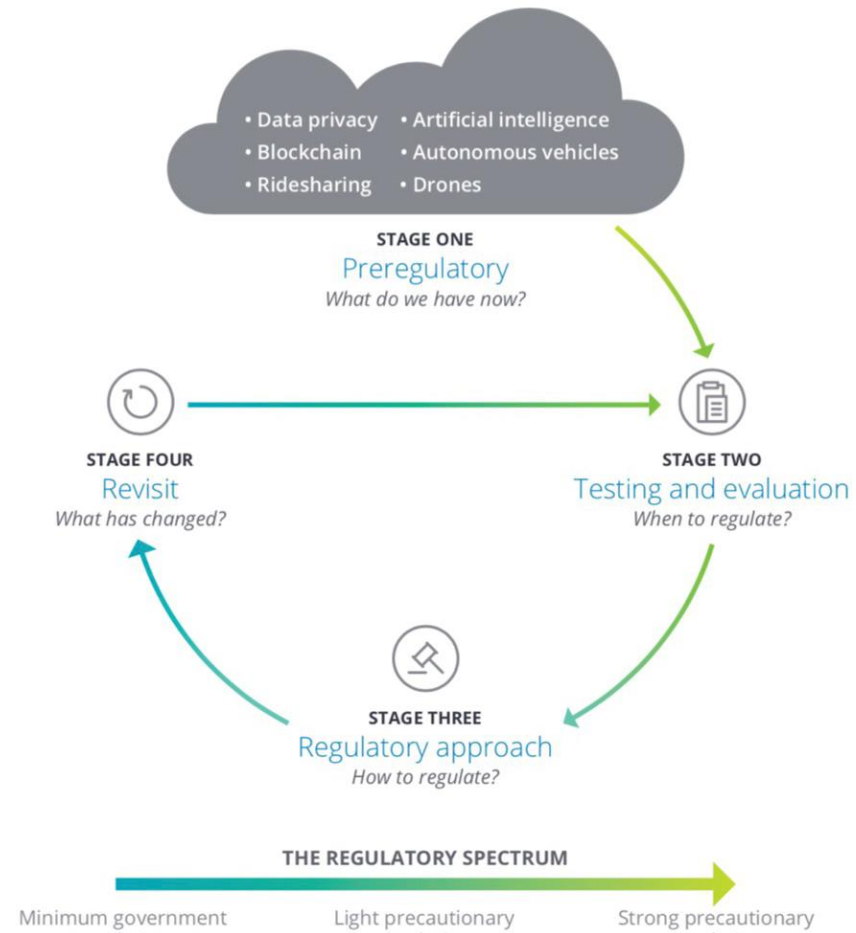 • Data privacy • Artificial intelligence
• Blockchain • Autonomous vehicles
• Ridesharing • Drones
STAGE ONE
Preregulatory
What do we have now?
STAGE FOUR
Revisit
What has changed?
STAGE TWO
Testing and evaluation
When to regulate?
STAGE THREE
Regulatory approach
How to regulate?
THE REGULATORY SPECTRUM
Minimum government Light precautionary Strong precautionary